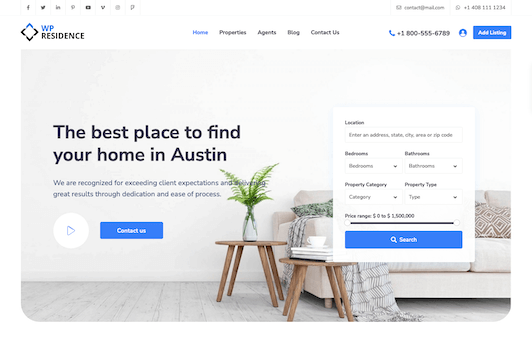 contact@mail.com
+1 408 111 1234
WP
RESIDENCE
Home
Properties
Agents
Blog
Contact Us
+1 800-555-6789
Add Listing
The best place to find
your home in Austin
We are recognized for exceeding client expectations and delivering
great results through dedication and ease of process.
Contact us
Location
Enter an address, state, city, area or zip code
Bedrooms
Bathrooms
Bedrooms
Bathrooms
Property Category
Property Type
Category
Type
Price range: $ 0 to $ 1,500,000
Search